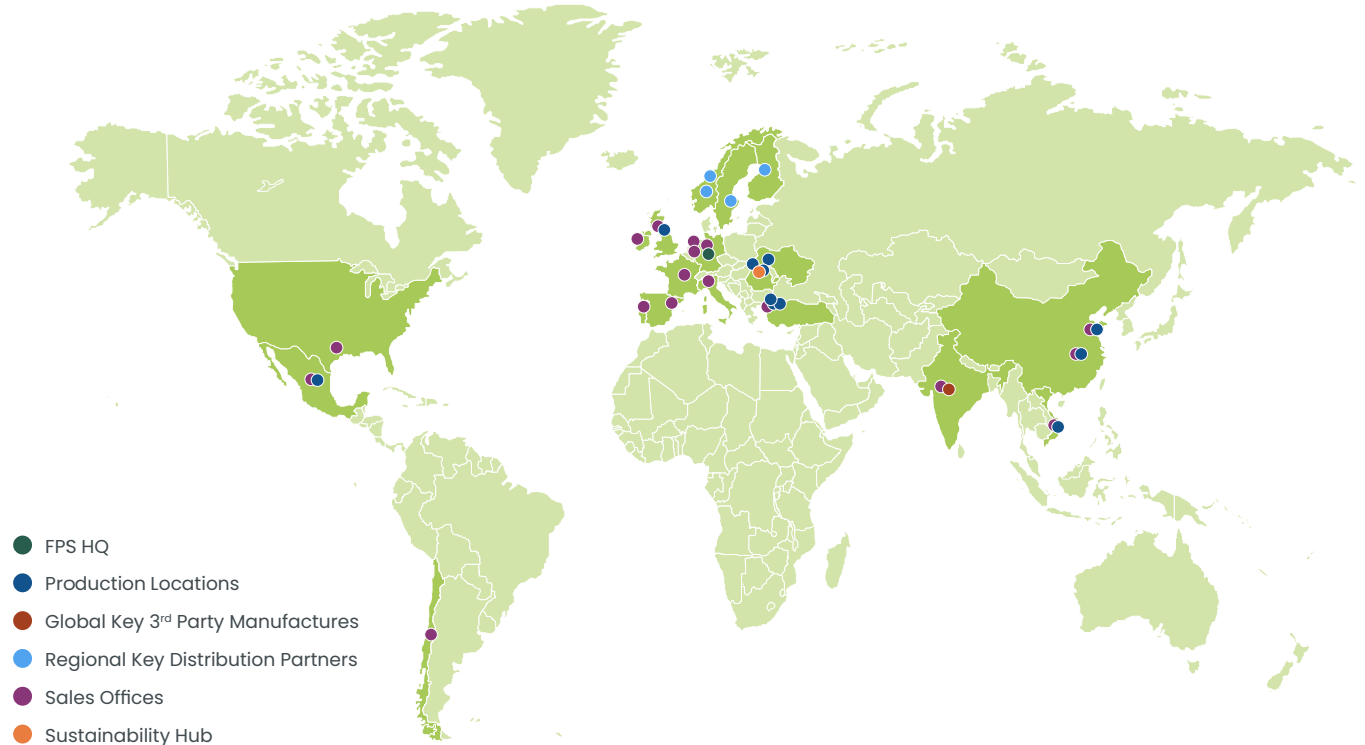 FPS HQ
Production Locations
Global Key 3rd Party Manufactures
Regional Key Distribution Partners
Sales Offices
Sustainability Hub